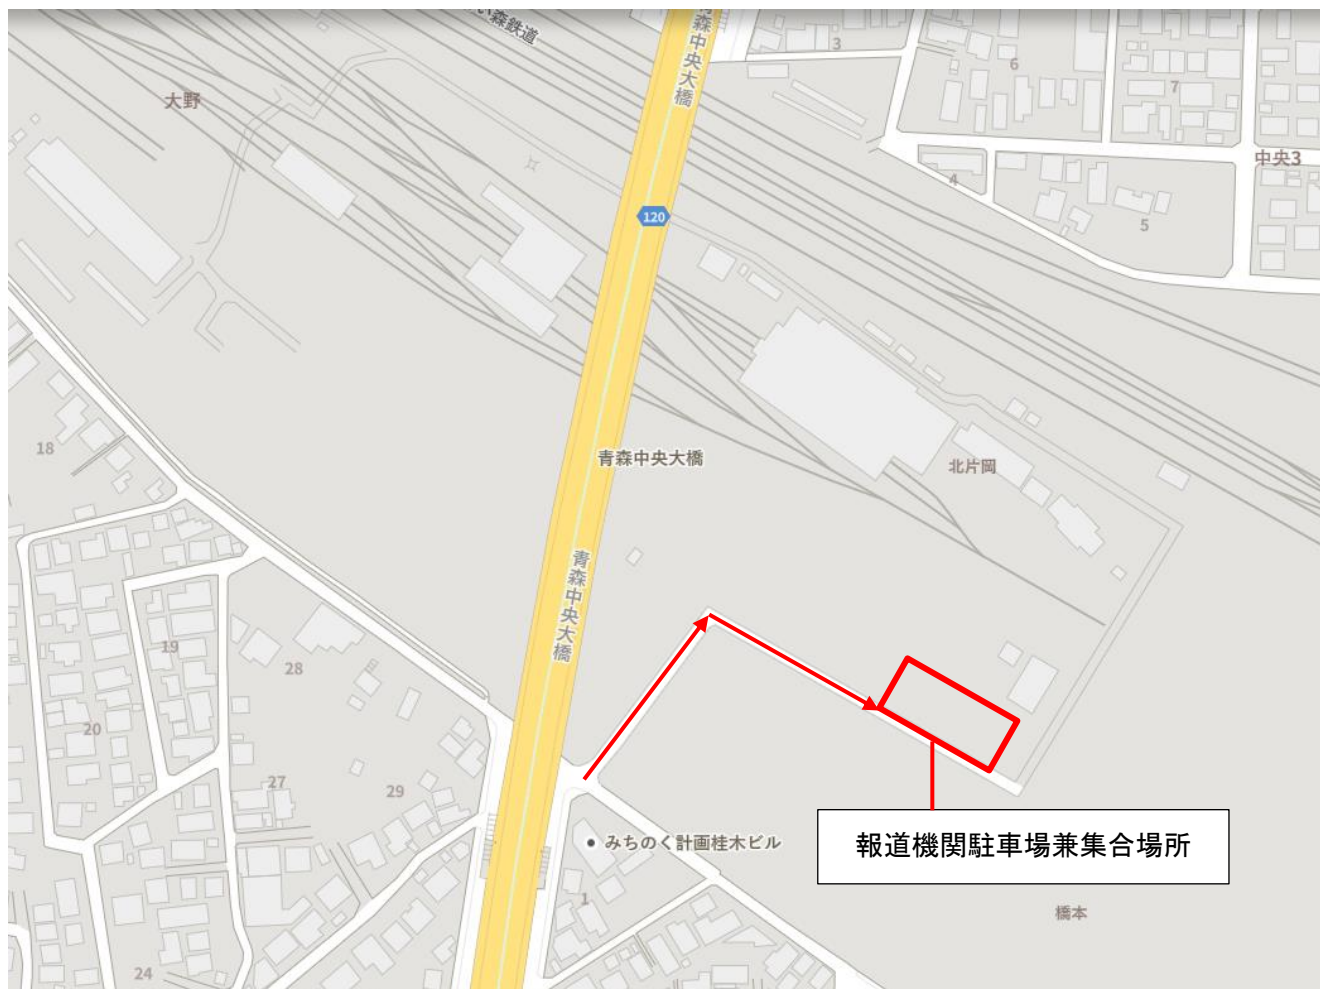 い森鉄道
青森中央大橋
3
6
7
大野
中央3
4
5
120
18
青森中央大橋
北片岡
青森中央大橋
19
28
20
27
29
みちのく計画桂木ビル
報道機関駐車場兼集合場所
1
橋本
24